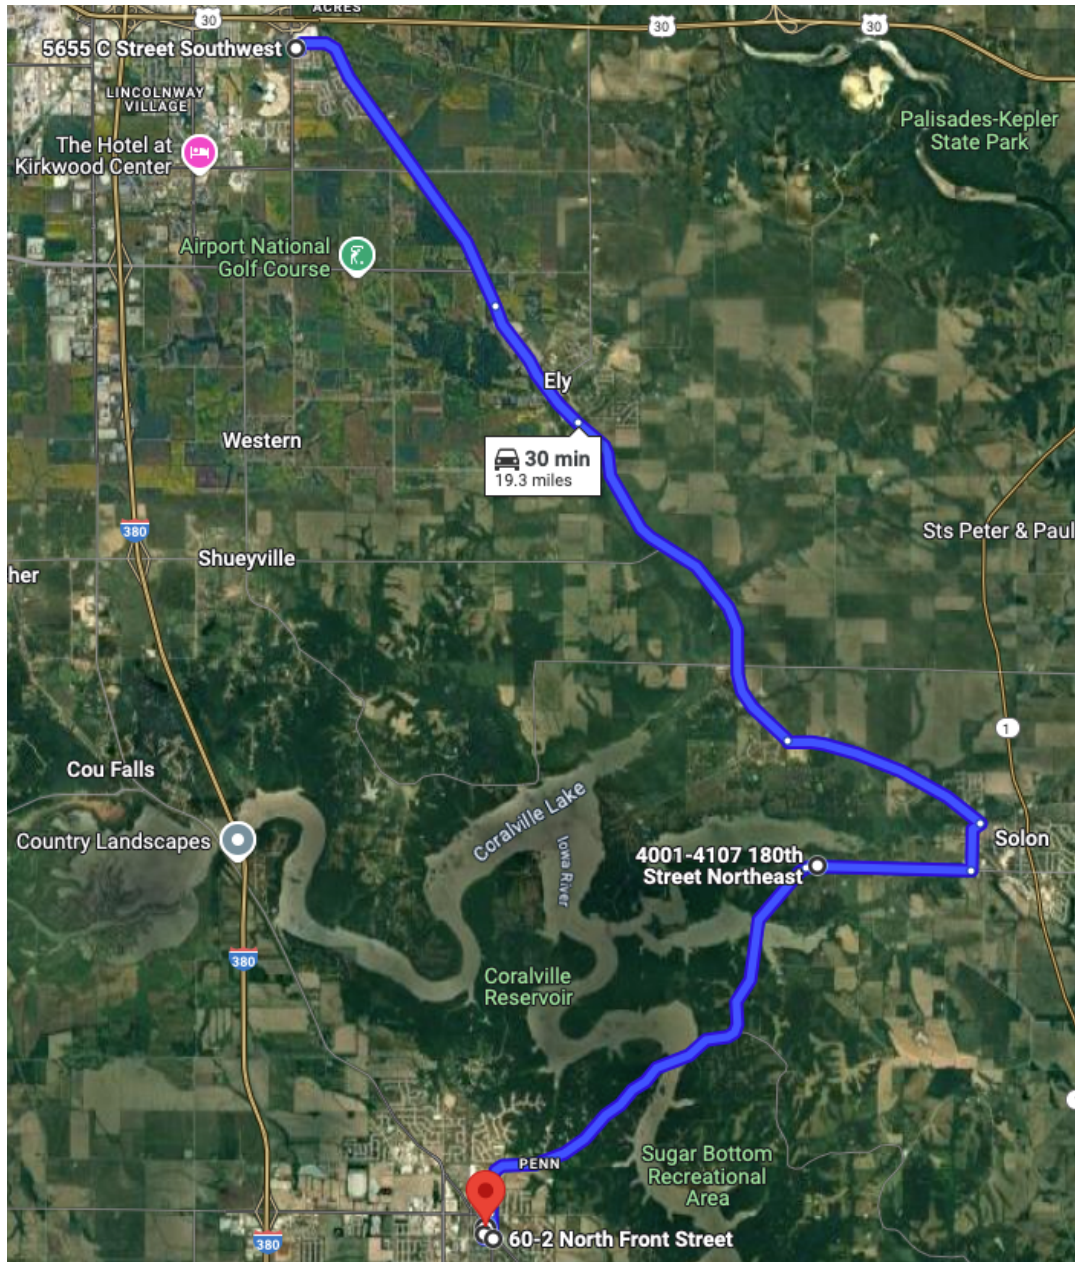 ACRES
30
30
30
5655 C Street Southwest
LINCOLNWAY
VILLAGE
Palisades-Kepler
State Park
The Hotel at
Kirkwood Center
Airport National
Golf Course
Ely
Western
30 min
19.3 miles
380
Sts Peter & Paul
Shueyville
her
1
Cou Falls
Coralville Lake
Country Landscapes
Iowa River
Solon
4001-4107 180th
Street Northeast
380
Coralville
Reservoir
Sugar Bottom
Recreational
Area
PENN
60-2 North Front Street
380